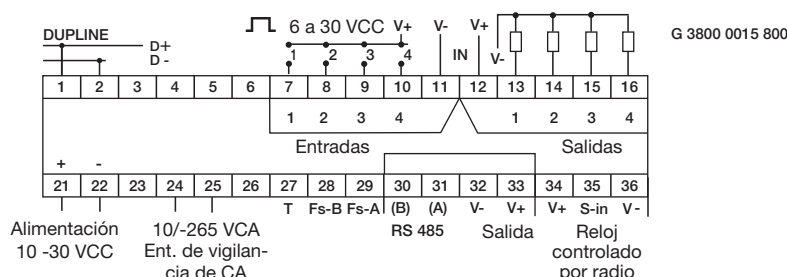 6 a 30 VCC V+ V- V+
G 3800 0015 800
DUPLINE
D+
D -
IN
V-
1 2 3 4
1 2 3 4 5 6 7 8 9 10 11 12 13 14 15 16
1 2 3 4 1 2 3 4
Entradas Salidas
+ -
21 22 23 24 25 26 27 28 29 30 31 32 33 34 35 36
T Fs-B Fs-A (B) (A) V- V+ V+ S-in V -
Alimentación
10 -30 VCC
10/-265 VCA
Ent. de vigilan-
cia de CA
RS 485
Salida
Reloj
controlado
por radio